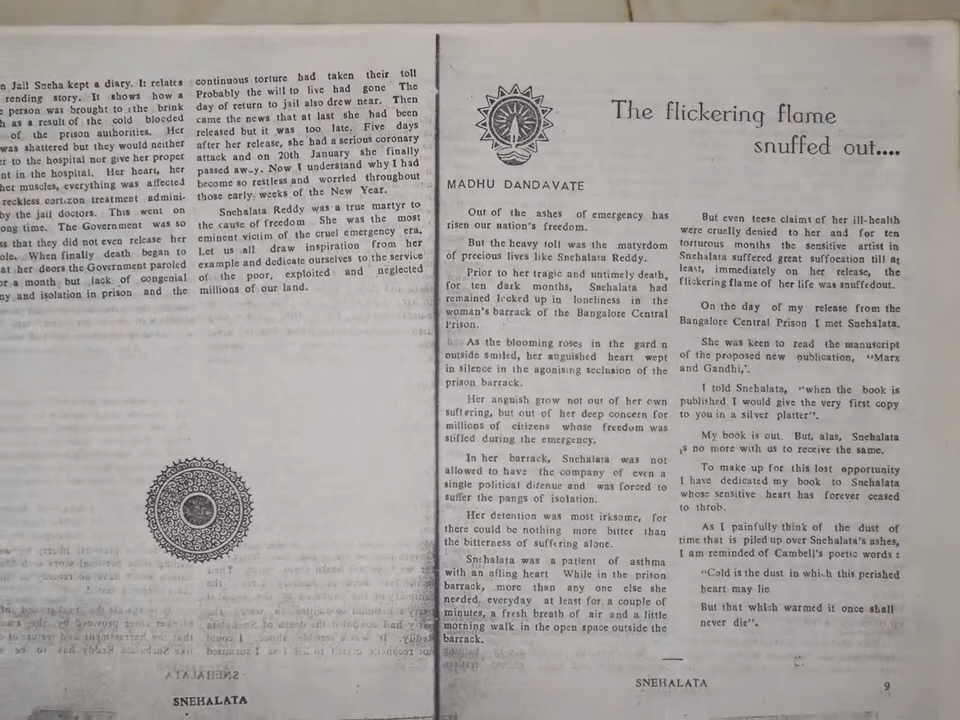 n Jail Sneha kept a diary. It relates
rending story. It shows how a
person was brought to the brink
h as a result of the cold blooded
of the prison authorities. Her
was shattered but they would neither
er to the hospital nor give her proper
nt in the hospital. Her heart, her
her muscles, everything was affected
reckless cortizon treatment admini-
by the jail doctors. This went on
ong time. The Government was so
ss that they did not even release her
ole. When finally death began to
at her doors the Government paroled
or a month but lack of congenial
ny and isolation in prison and the
continuous torture had taken their toll
Probably the will to live had gone The
day of return to jail also drew near. Then
came the news that at last she had been
released but it was too late. Five days
after her release, she had a serious coronary
attack and on 20th January she finally
passed aw..y. Now I understand why I had
become so restless and worried throughout
those early weeks of the New Year.
Snehalata Reddy was a true martyr to
the cause of freedom She was the most
eminent victim of the cruel emergency era.
Let us all draw inspiration from her
example and dedicate ourselves to the service
of the poor, exploited and neglected
millions of our land.
SNEHALATA
The flickering flame
snuffed out....
MADHU DANDAVATE
Out of the ashes of emergency has
risen our nation's freedom.
But the heavy toll was the matyrdom
of precious lives like Snehalata Reddy.
Prior to her tragic and untimely death,
for ten dark months, Snehalata had
remained locked up in loneliness in the
woman's barrack of the Bangalore Central
Prison.
As the blooming roses in the gard n
outside smiled, her anguished heart wept
in silence in the agonising seclusion of the
prison barrack.
Her anguish grow not out of her own
suffering, but out of her deep concern for
millions of citizens whose freedom was
stifled during the emergency.
In her barrack, Snehalata was not
allowed to have the company of even a
single political ditenue and was forced to
suffer the pangs of isolation.
Her detention was most irksome, for
there could be nothing more bitter than
the bitterness of suffering alone.
Snehalata was a patient of asthma
with an ailing heart While in the prison
barrack, more than any one else she
needed, everyday at least for a couple of
minutes, a fresh breath of air and a little
morning walk in the open space outside the
barrack.
But even teese claims of her ill-health
were cruelly denied to her and for ten
torturous months the sensitive artist in
Snehalata suffered great suffocation till at
least, immediately on her release, the
flickering flame of her life was snuffedout.
On the day of my release from the
Bangalore Central Prison I met Snehalata.
She was keen to read the manuscript
of the proposed new publication, "Marx
and Gandhi,'.
I told Snehalata, "when the book is
published I would give the very first copy
to you in a silver platter".
My book is out. But, alas, Snehalata
is no more with us to receive the same.
To make up for this lost opportunity
I have dedicated my book to Snehalata
whose sensitive heart has forever ceased
to throb.
As I painfully think of the dust of
time that is piled up over Snehalata's ashes,
I am reminded of Cambell's poetic words :
"Cold is the dust in which this perished
heart may lie
But that which warmed it once shall
never die".
SNEHALATA
9